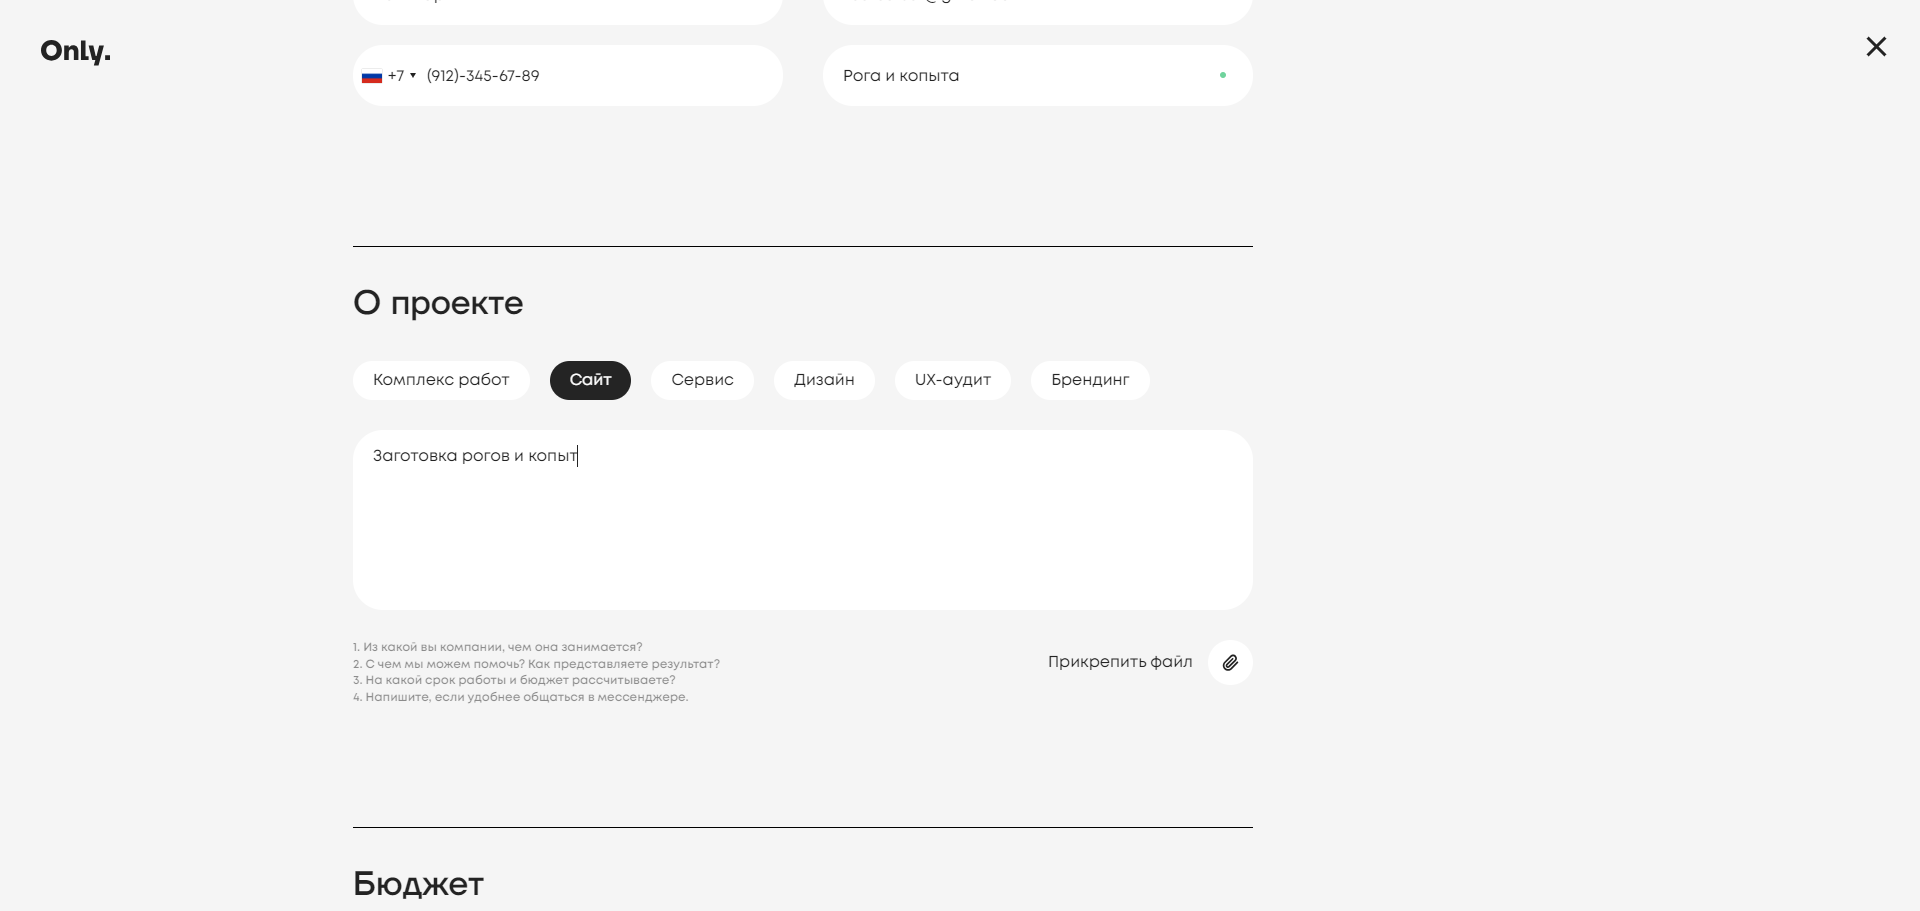 Only.
+7 (912)-345-67-89
Рога и копыта
О проекте
Комплекс работ
Сайт
Сервис
Дизайн
UX-аудит
Брендинг
Заготовка рогов и копыт
1. Из какой вы компании, чем она занимается?
2. С чем мы можем помочь? Как представляете результат?
3. На какой срок работы и бюджет рассчитываете?
4. Напишите, если удобнее общаться в мессенджере.
Прикрепить файл
Бюджет